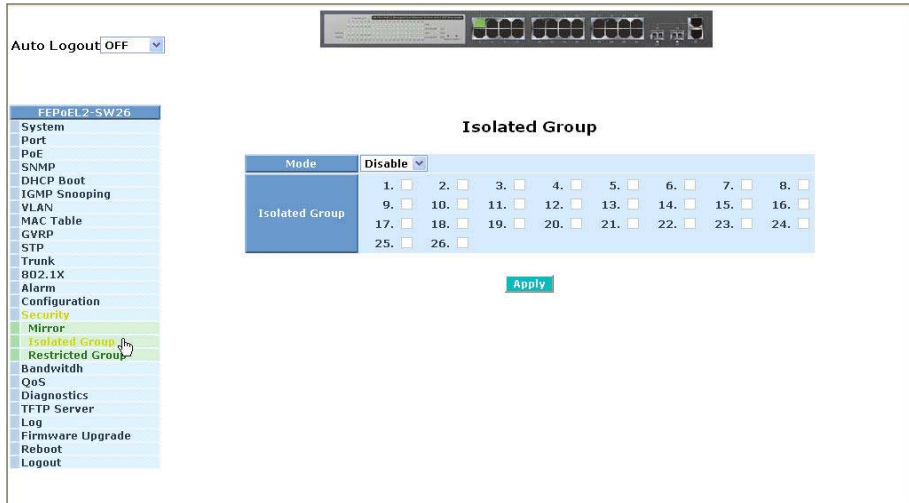 Auto Logout OFF
FEPoEL2-SW26
System
Port
PoE
SNMP
DHCP Boot
IGMP Snooping
VLAN
MAC Table
GVRP
STP
Trunk
802.1X
Alarm
Configuration
Security
Mirror
Isolated Group
Restricted Group
Bandwitdh
QoS
Diagnostics
TFTP Server
Log
Firmware Upgrade
Reboot
Logout
Isolated Group
Mode Disable
Isolated Group
1. 2. 3. 4. 5. 6. 7. 8.
9. 10. 11. 12. 13. 14. 15. 16.
17. 18. 19. 20. 21. 22. 23. 24.
25. 26.
Apply